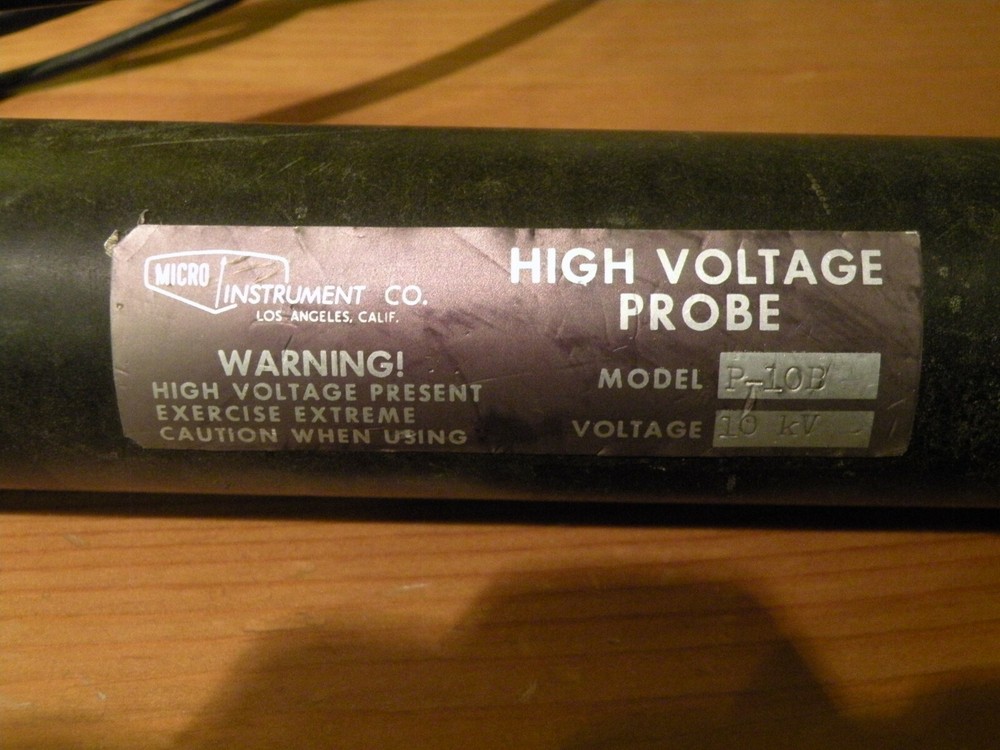 MICRO INSTRUMENT CO.
LOS ANGELES, CALIF.
WARNING!
HIGH VOLTAGE PRESENT
EXERCISE EXTREME
CAUTION WHEN USING
HIGH VOLTAGE
PROBE
MODEL P-10B
VOLTAGE 10 kV